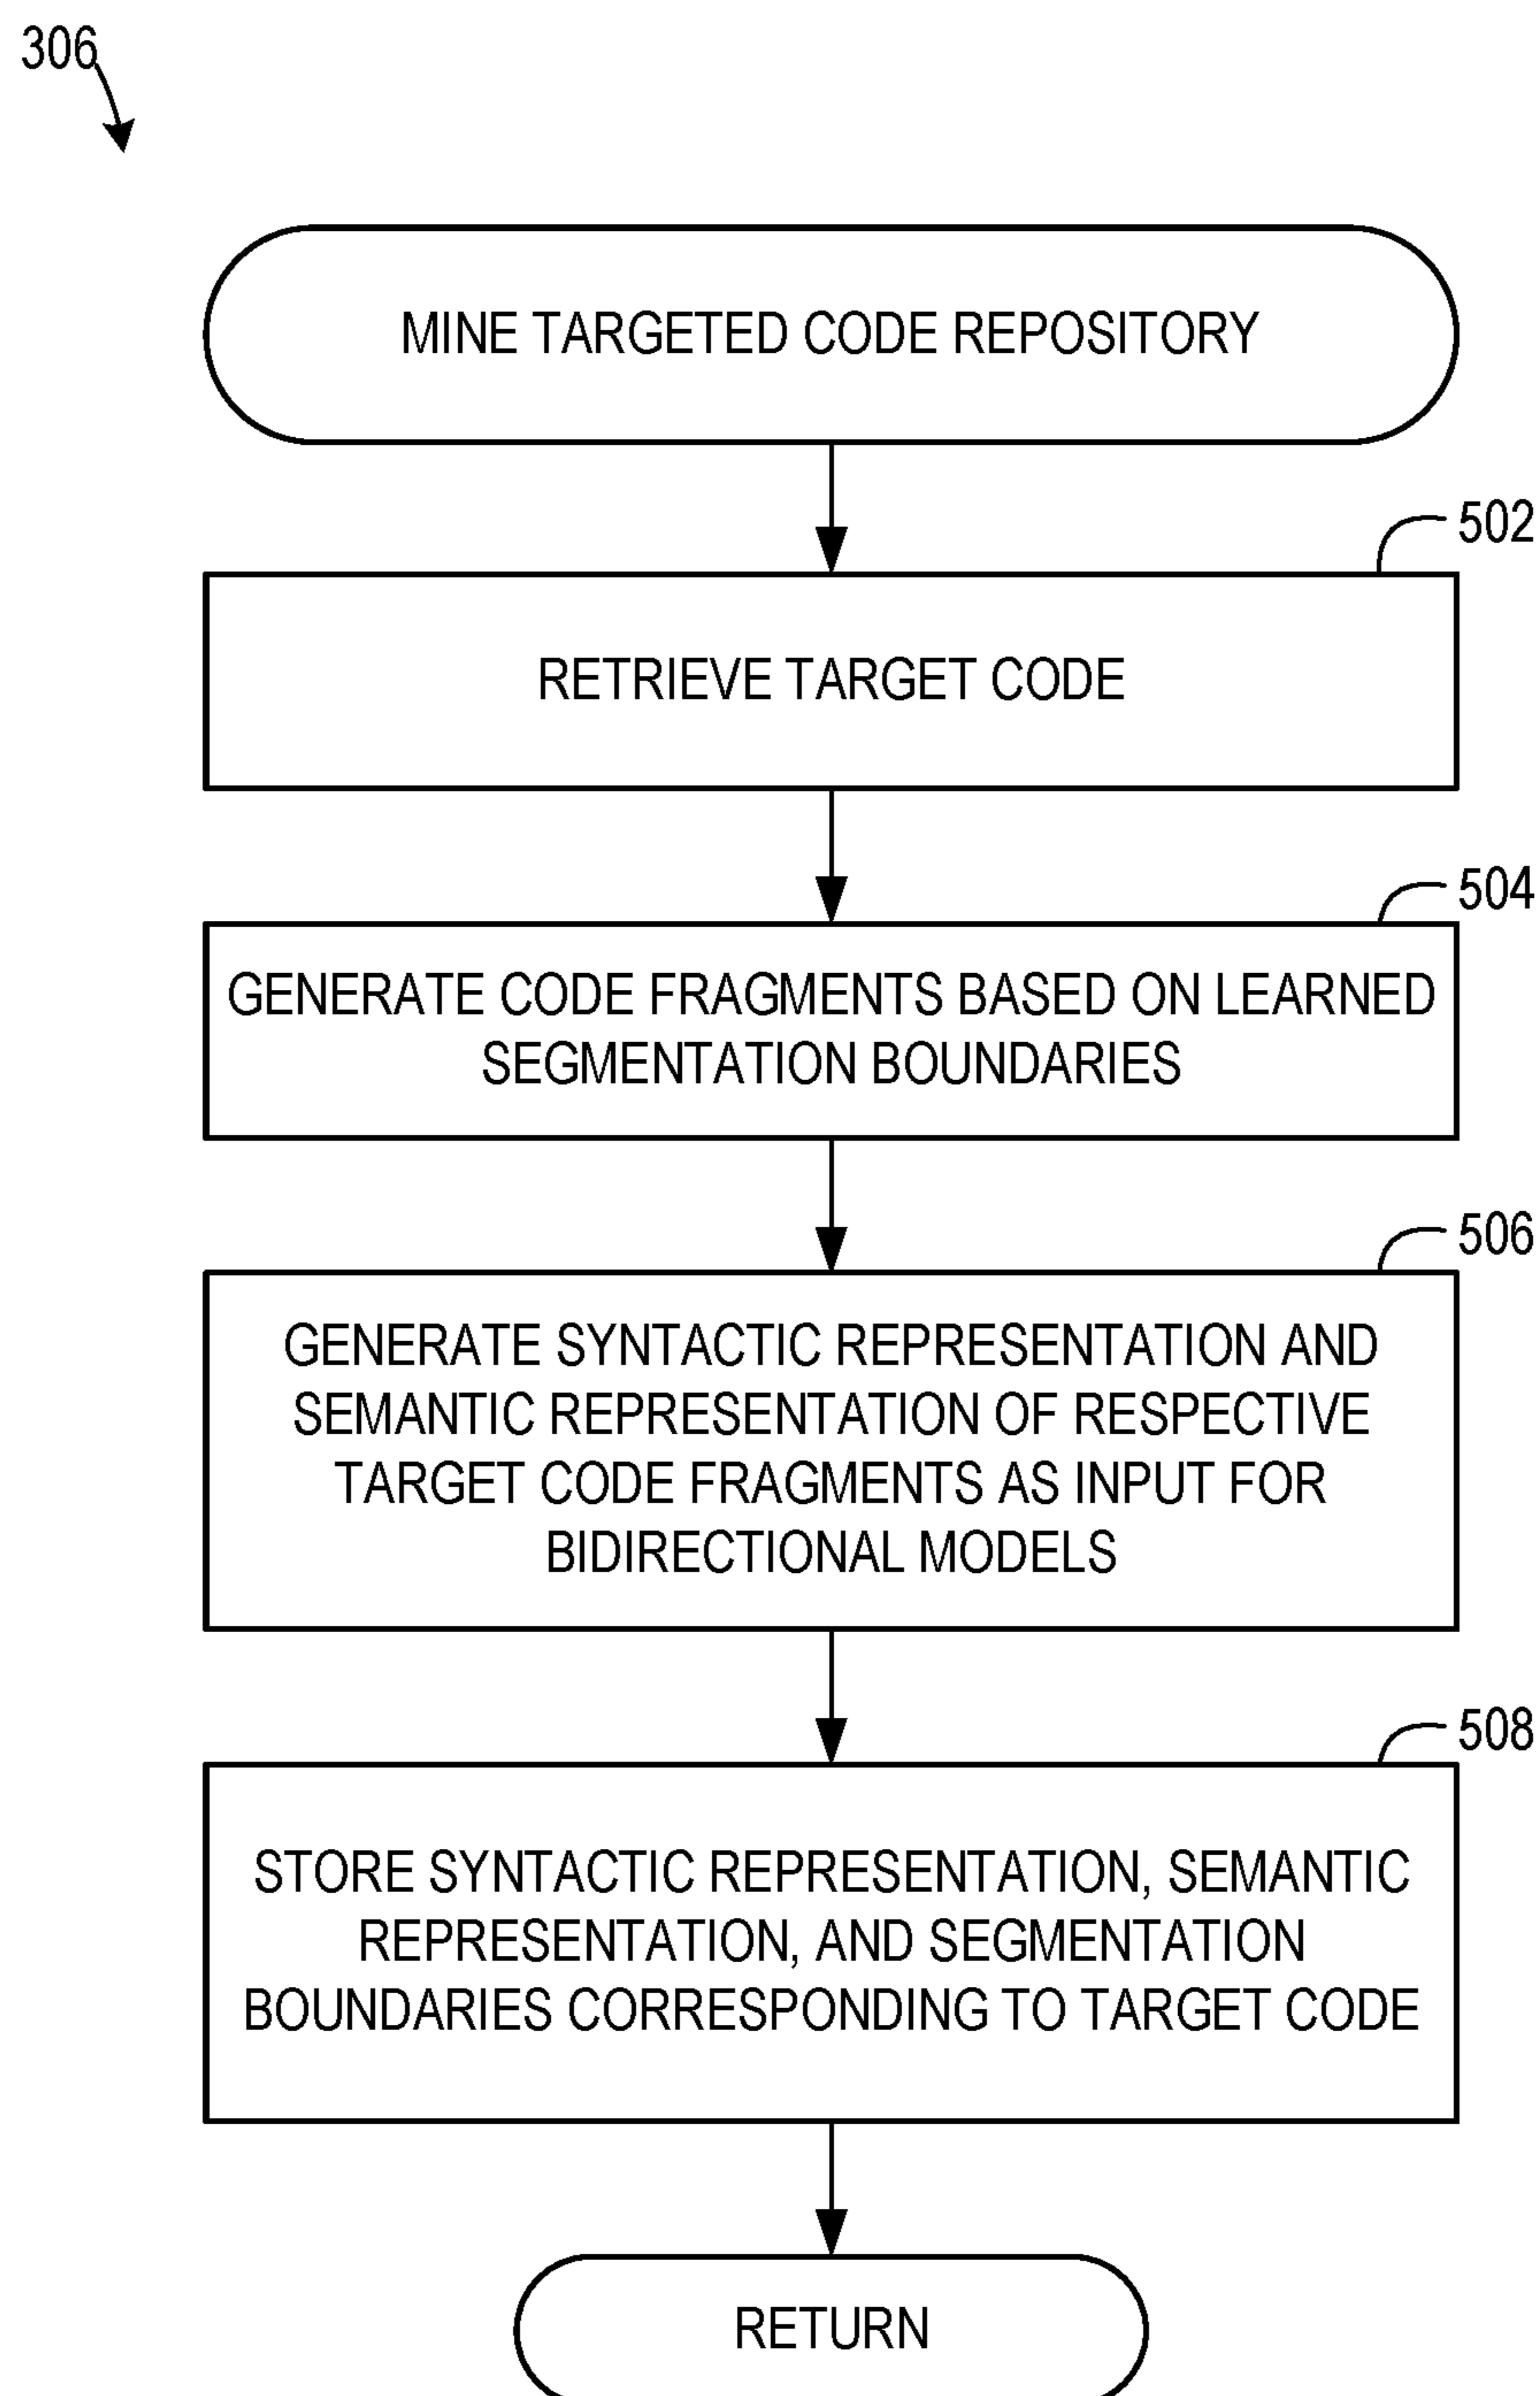 306
MINE TARGETED CODE REPOSITORY
502
RETRIEVE TARGET CODE
504
GENERATE CODE FRAGMENTS BASED ON LEARNED
SEGMENTATION BOUNDARIES
506
GENERATE SYNTACTIC REPRESENTATION AND
SEMANTIC REPRESENTATION OF RESPECTIVE
TARGET CODE FRAGMENTS AS INPUT FOR
BIDIRECTIONAL MODELS
508
STORE SYNTACTIC REPRESENTATION, SEMANTIC
REPRESENTATION, AND SEGMENTATION
BOUNDARIES CORRESPONDING TO TARGET CODE
RETURN